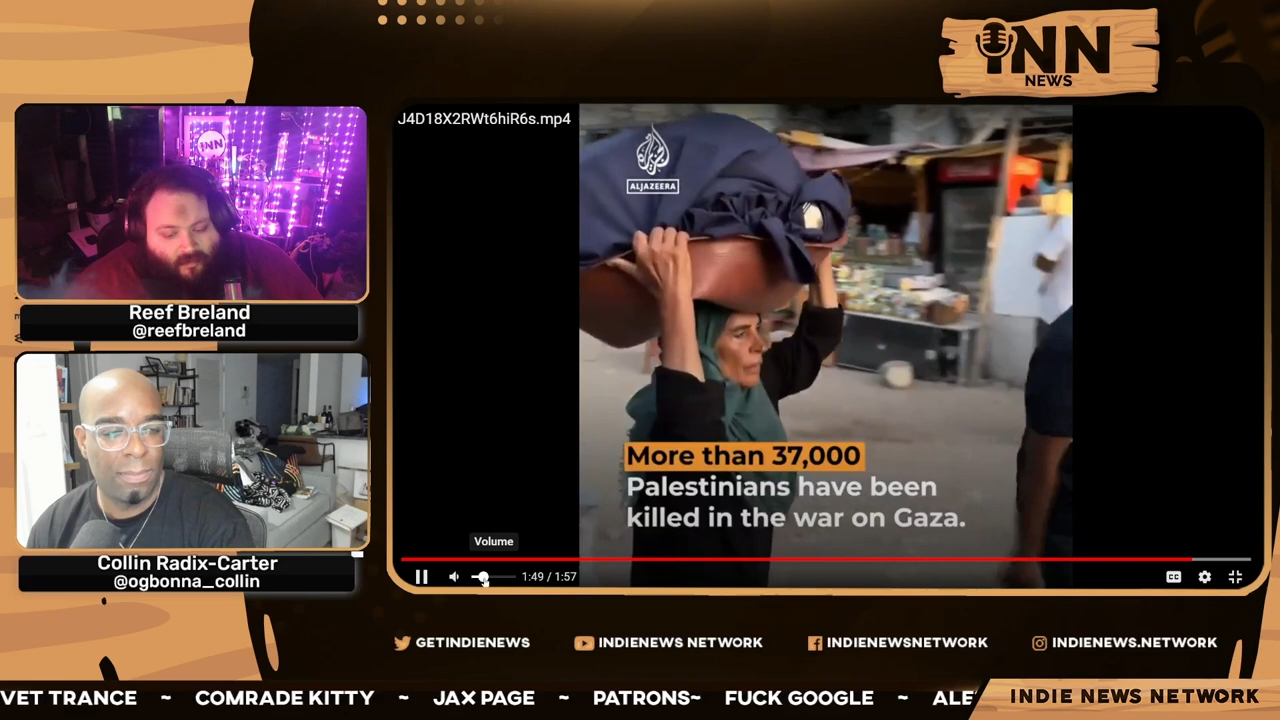 INN
NEWS
J4D18X2RWt6hiR6s.mp4
ALJAZEERA
INN
Reef Breland
@reefbreland
More than 37,000
Palestinians have been
killed in the war on Gaza.
Volume
1:49 / 1:57
CC
Collin Radix-Carter
@ogbonna_collin
GETINDIENEWS
INDIENEWS NETWORK
INDIENEWSNETWORK
INDIENEWS.NETWORK
VET TRANCE ~ COMRADE KITTY ~ JAX PAGE ~ PATRONS~ FUCK GOOGLE ~ ALE
INDIE NEWS NETWORK